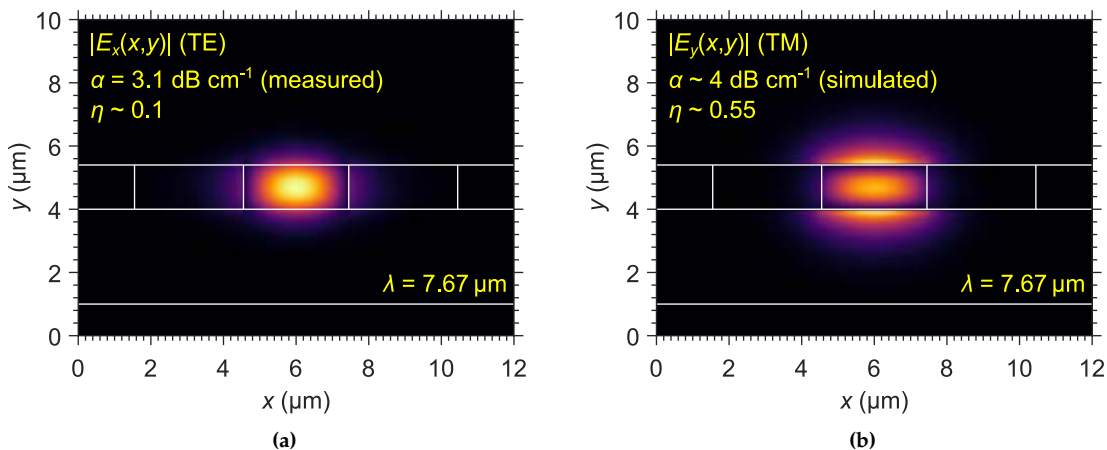 |Eₓ(x,y)| (TE)
α = 3.1 dB cm⁻¹ (measured)
η ~ 0.1
λ = 7.67 µm
y (µm)
10
8
6
4
2
0
0 2 4 6 8 10 12
x (µm)
(a)
|E_y(x,y)| (TM)
α ~ 4 dB cm⁻¹ (simulated)
η ~ 0.55
λ = 7.67 µm
y (µm)
10
8
6
4
2
0
0 2 4 6 8 10 12
x (µm)
(b)